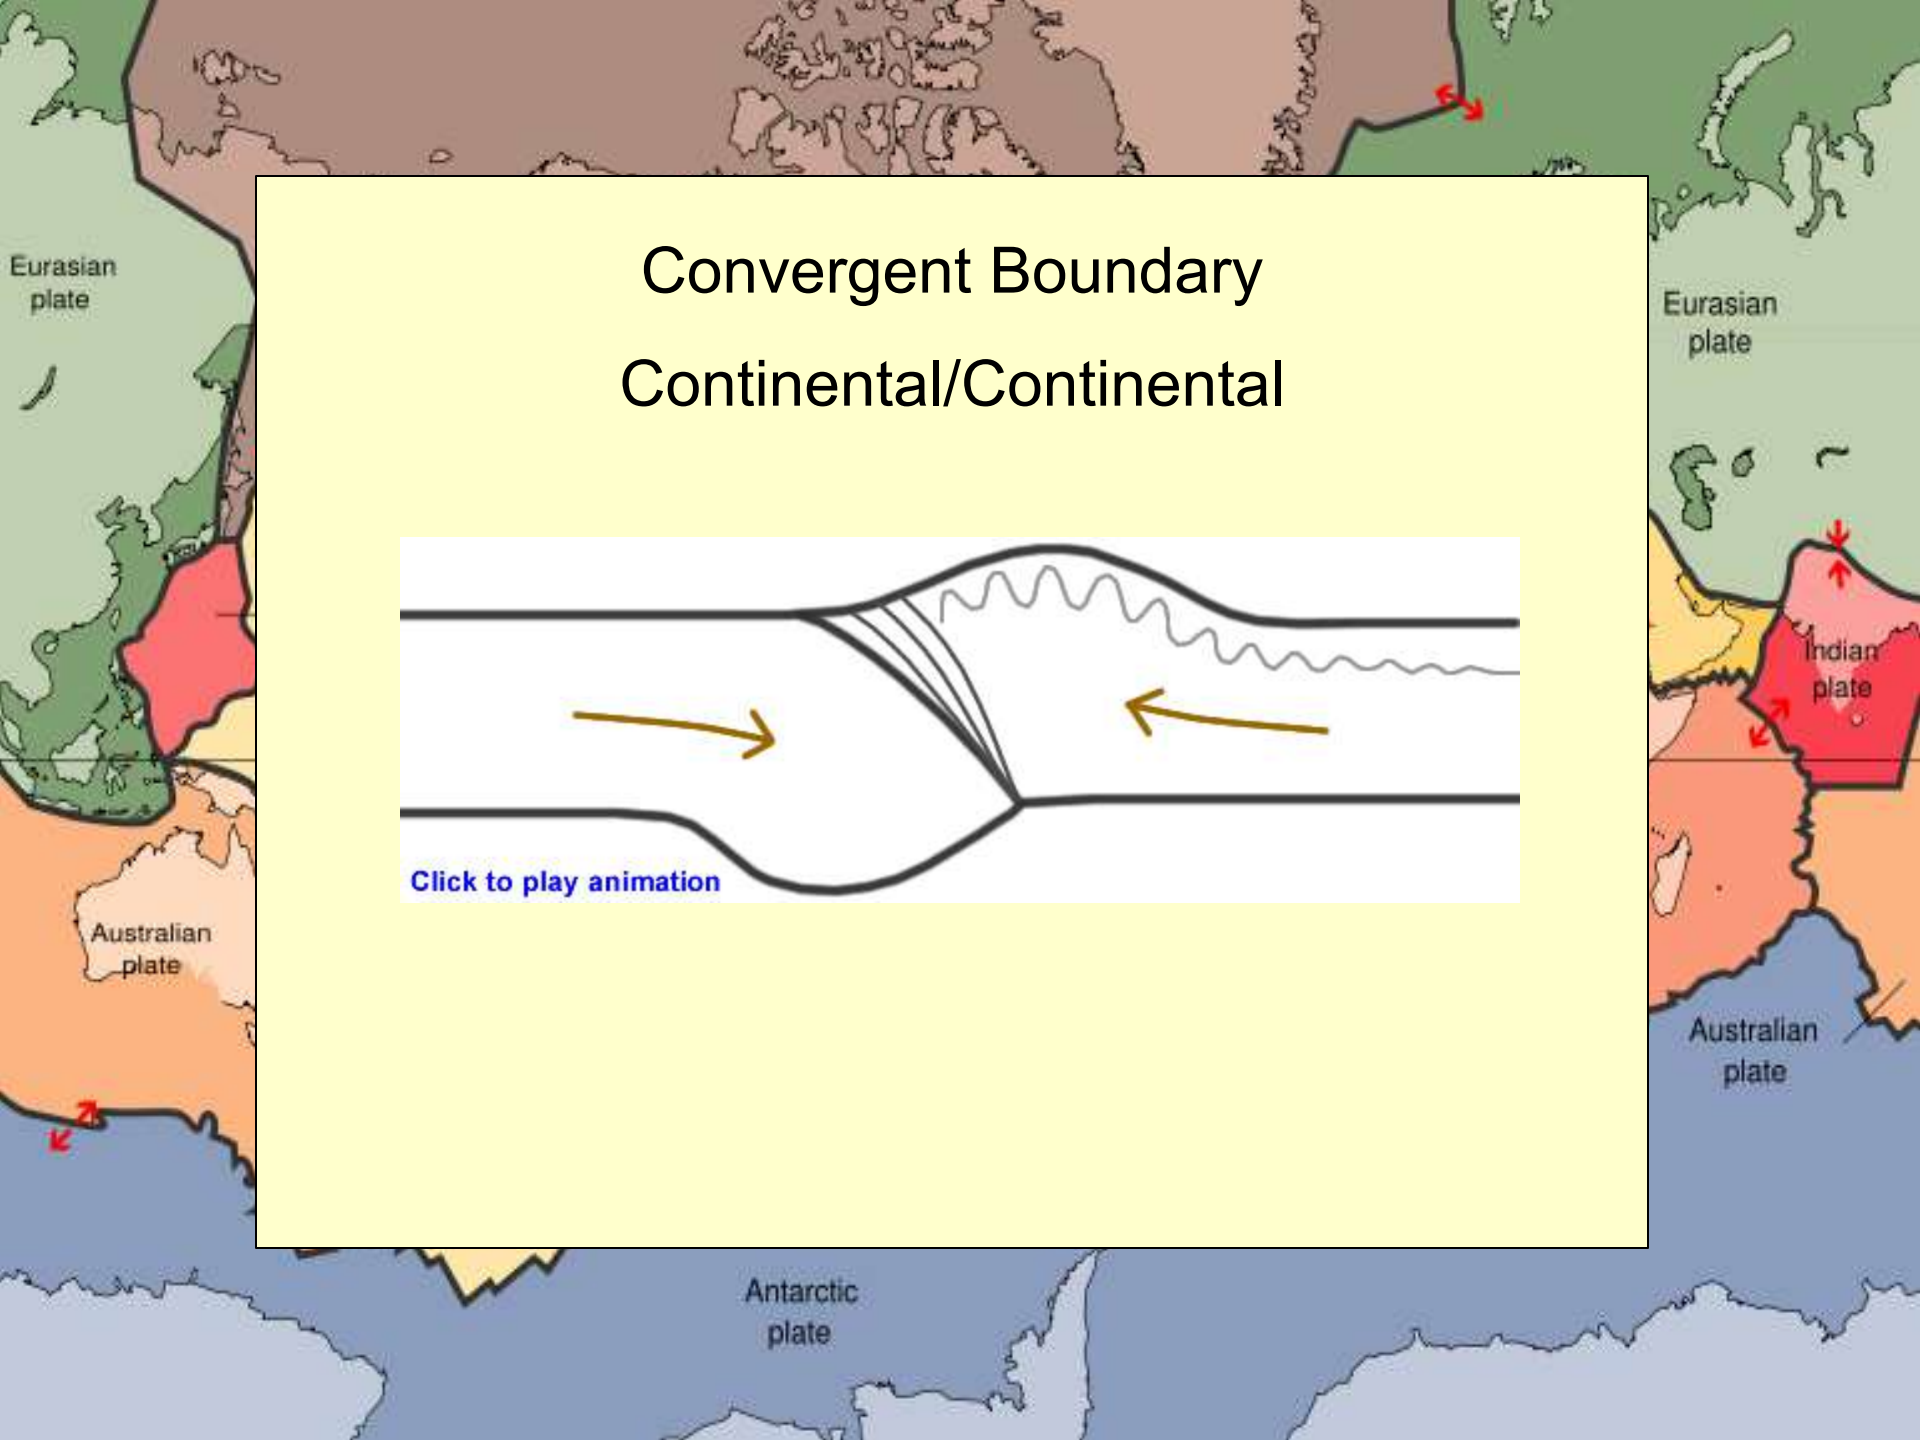 Convergent Boundary
Continental/Continental
Click to play animation
Eurasian
plate
Eurasian
plate
Indian
plate
Australian
plate
Australian
plate
Antarctic
plate